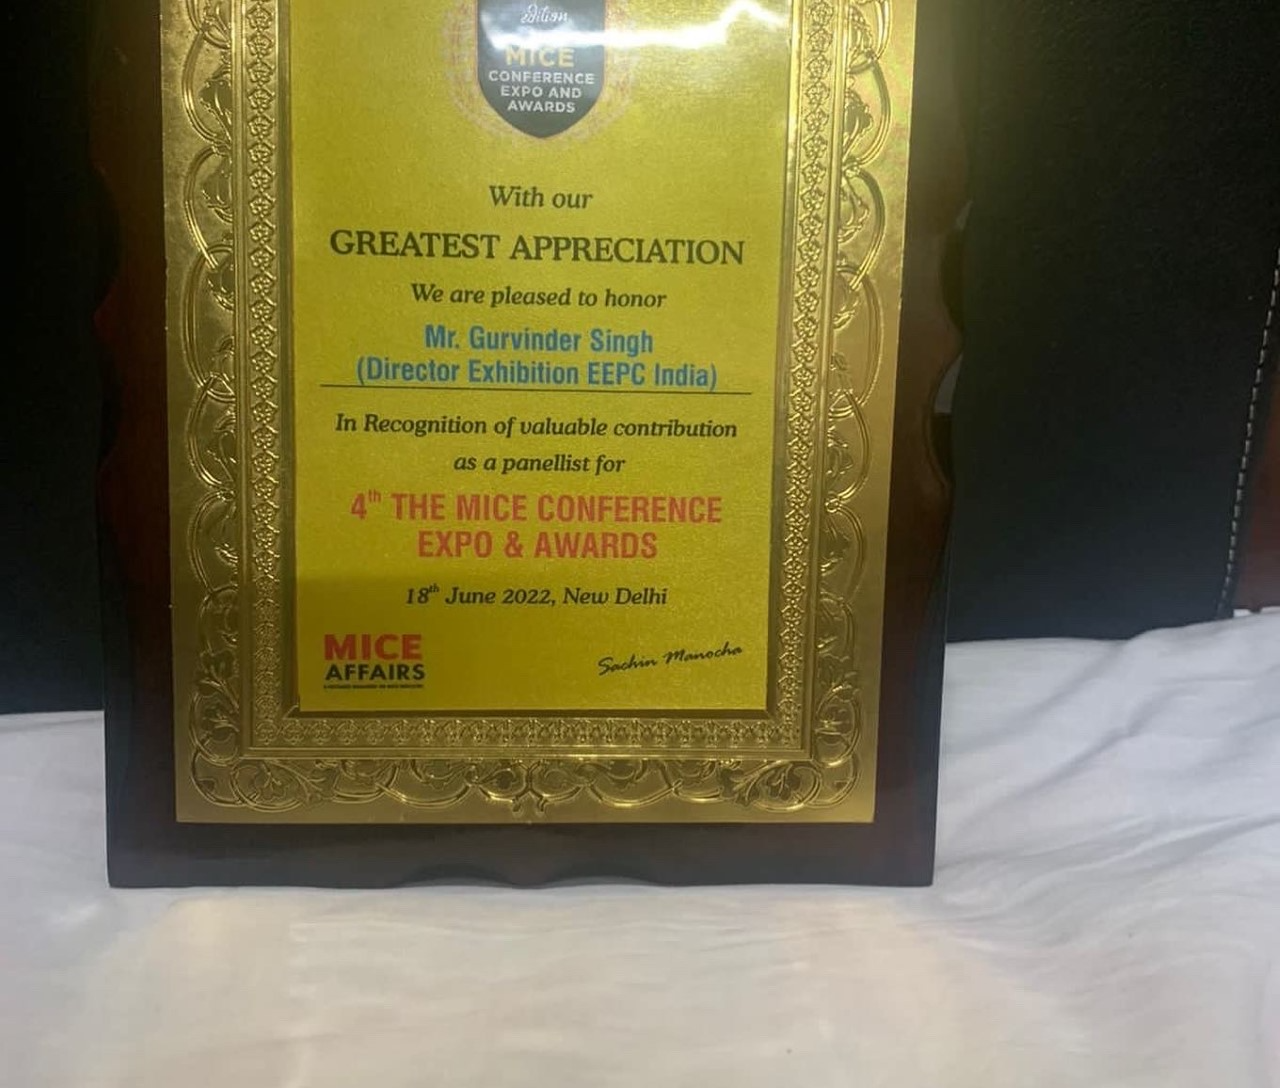 edition
MICE
CONFERENCE
EXPO AND
AWARDS
With our
GREATEST APPRECIATION
We are pleased to honor
Mr. Gurvinder Singh
(Director Exhibition EEPC India)
In Recognition of valuable contribution
as a panellist for
4th THE MICE CONFERENCE
EXPO & AWARDS
18th June 2022, New Delhi
MICE
AFFAIRS
Sachin Manocha